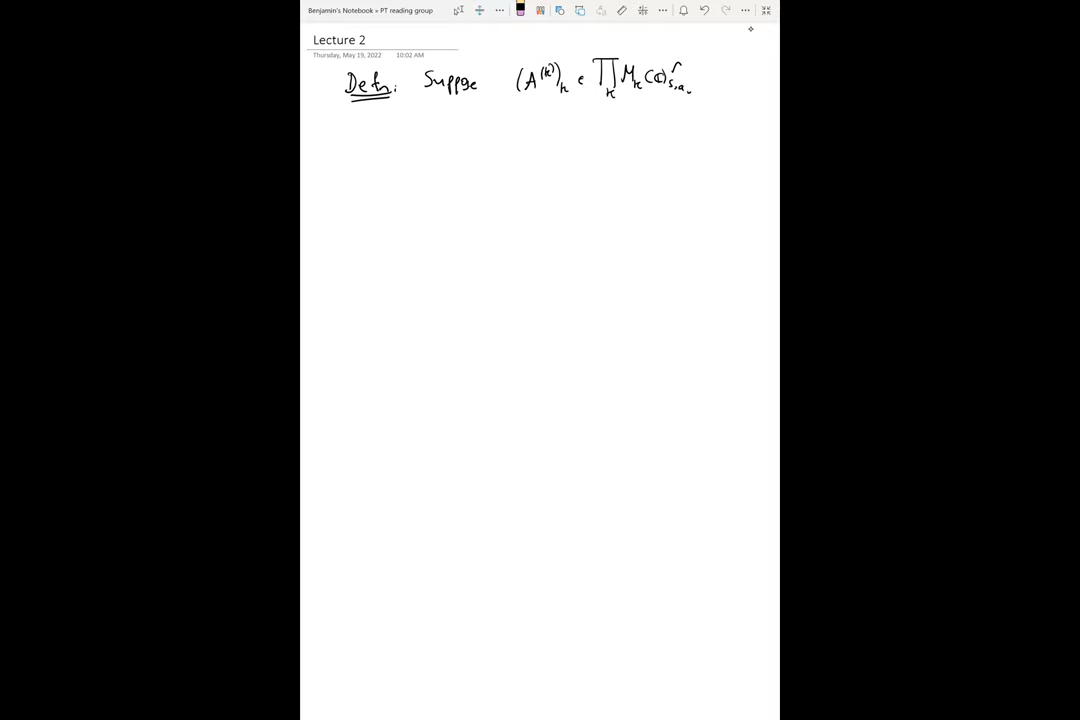 Benjamin's Notebook » PT reading group
Lecture 2
Thursday, May 19, 2022 10:02 AM
Defn: Suppose (A^{(k)})_k ∈ ∏_k M_k(ℂ)_{s.a.}^r